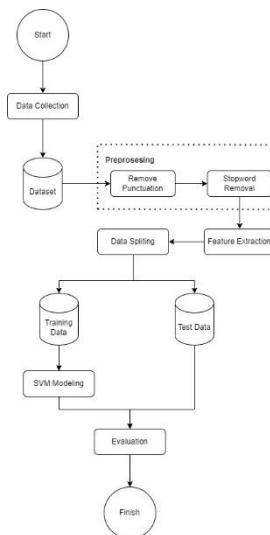 Start
Data Collection
Preprosesing
Dataset
Remove
Punctuation
Stopword
Removal
Data Spliting
Feature Extraction
Training
Data
Test Data
SVM Modeling
Evaluation
Finish